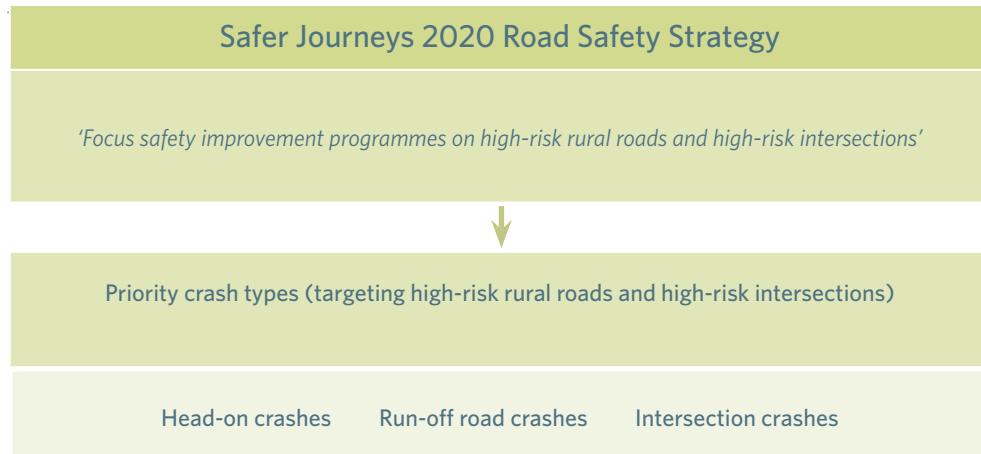 Safer Journeys 2020 Road Safety Strategy
‘Focus safety improvement programmes on high-risk rural roads and high-risk intersections’
Priority crash types (targeting high-risk rural roads and high-risk intersections)
Head-on crashes Run-off road crashes Intersection crashes